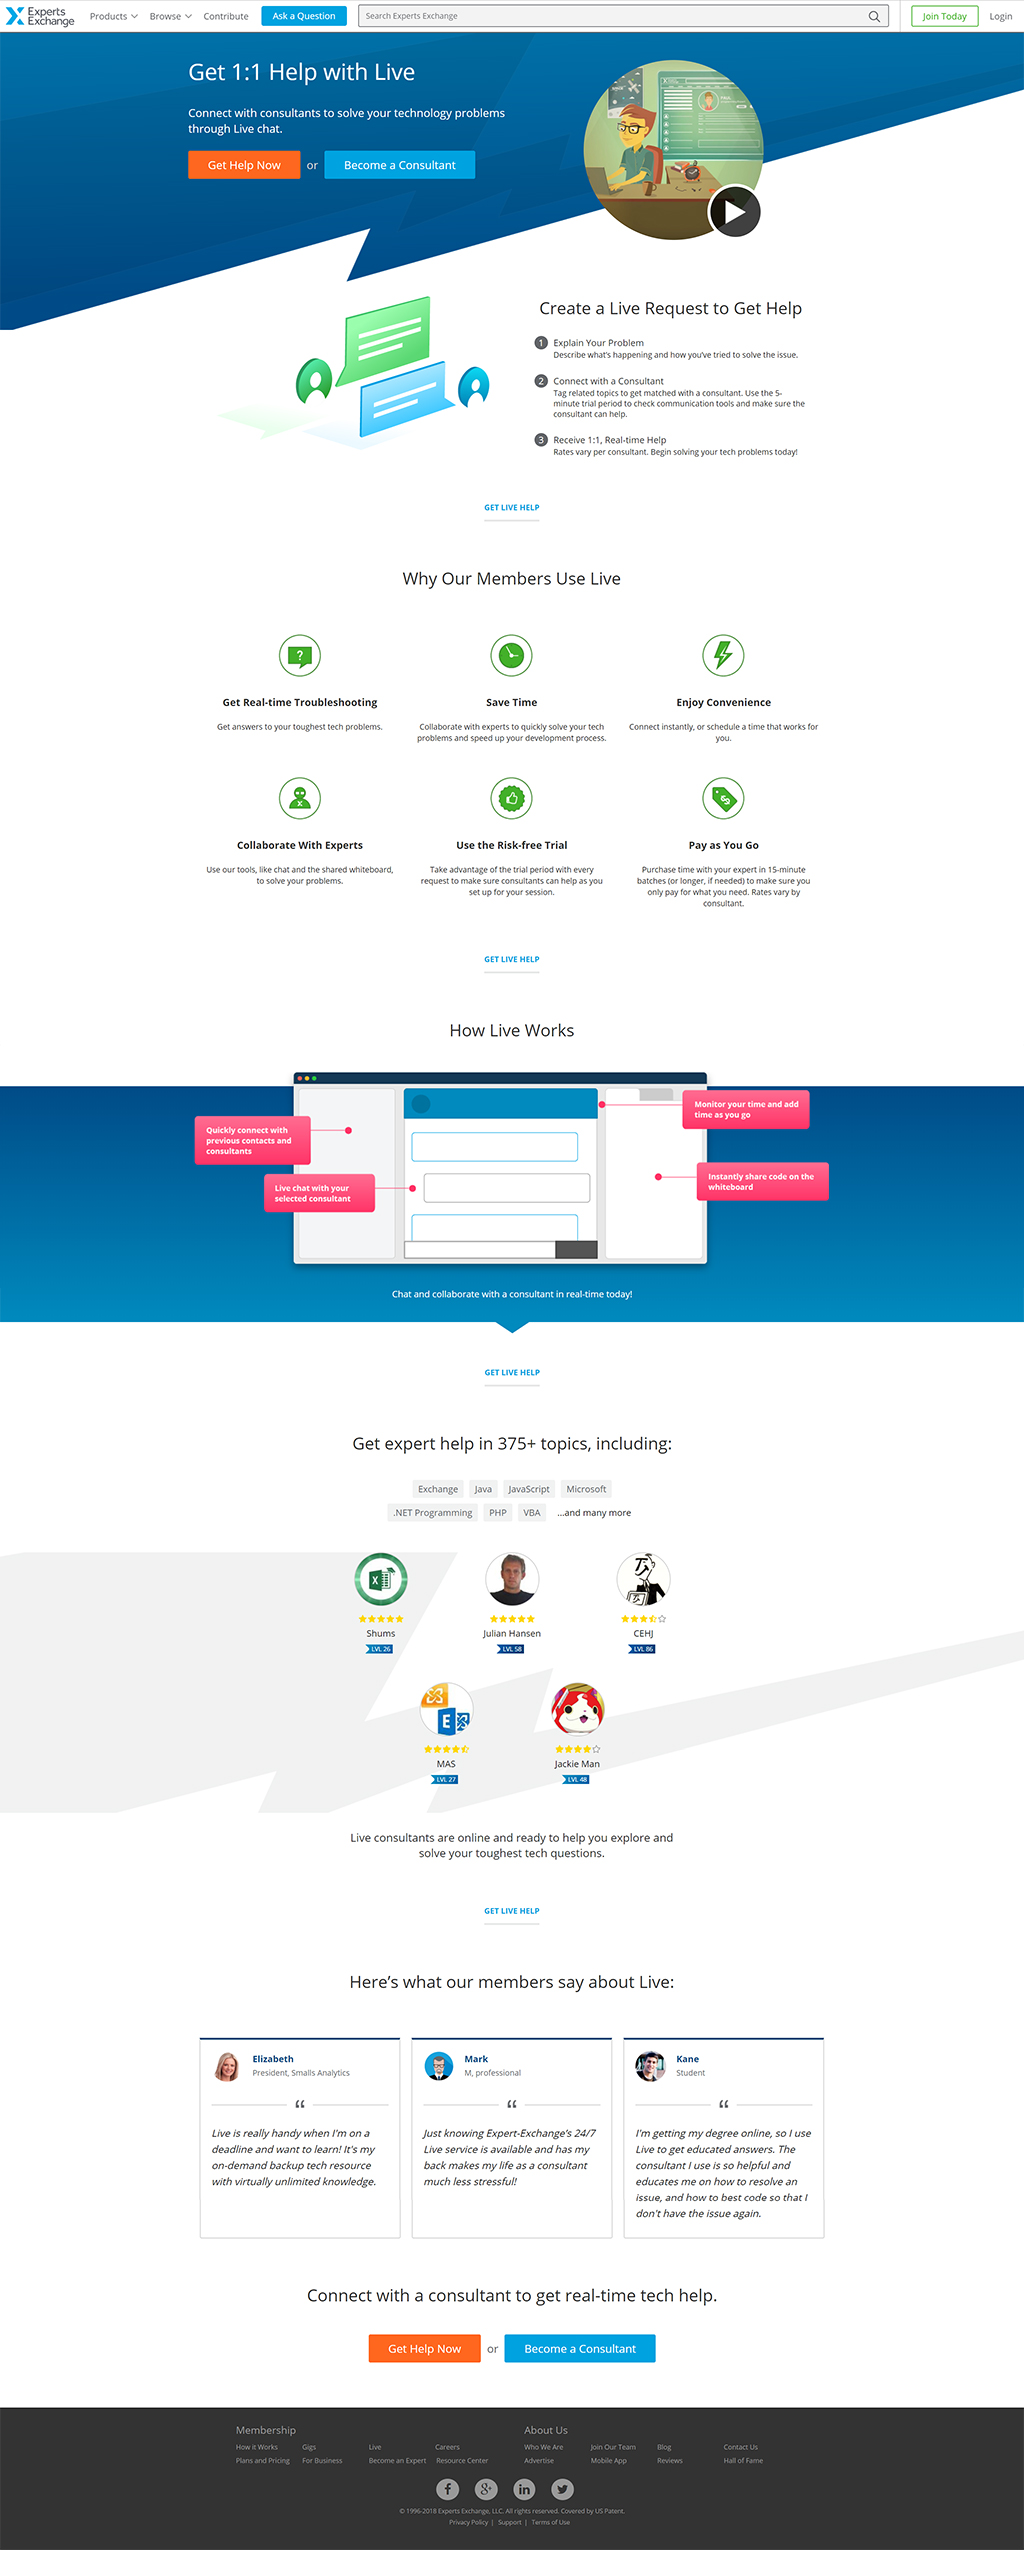 Experts Exchange
Products
Browse
Contribute
Ask a Question
Search Experts Exchange
Join Today
Login
Get 1:1 Help with Live
Connect with consultants to solve your technology problems
through Live chat.
Get Help Now or Become a Consultant
Create a Live Request to Get Help
1 Explain Your Problem
Describe what's happening and how you've tried to solve the issue.
2 Connect with a Consultant
Tag related topics to get matched with a consultant. Use the 5-
minute trial period to check communication tools and make sure the
consultant can help.
3 Receive 1:1, Real-time Help
Rates vary per consultant. Begin solving your tech problems today!
GET LIVE HELP
Why Our Members Use Live
Get Real-time Troubleshooting
Get answers to your toughest tech problems.
Save Time
Collaborate with experts to quickly solve your tech
problems and speed up your development process.
Enjoy Convenience
Connect instantly, or schedule a time that works for
you.
Collaborate With Experts
Use our tools, like chat and the shared whiteboard,
to solve your problems.
Use the Risk-free Trial
Take advantage of the trial period with every
request to make sure consultants can help as you
set up for your session.
Pay as You Go
Purchase time with your expert in 15-minute
batches (or longer, if needed) to make sure you
only pay for what you need. Rates vary by
consultant.
GET LIVE HELP
How Live Works
Quickly connect with
previous contacts and
consultants
Live chat with your
selected consultant
Monitor your time and add
time as you go
Instantly share code on the
whiteboard
Chat and collaborate with a consultant in real-time today!
GET LIVE HELP
Get expert help in 375+ topics, including:
Exchange Java JavaScript Microsoft
.NET Programming PHP VBA ...and many more
Shums
LVL 26
Julian Hansen
LVL 58
CEHJ
LVL 86
MAS
LVL 27
Jackie Man
LVL 48
Live consultants are online and ready to help you explore and
solve your toughest tech questions.
GET LIVE HELP
Here's what our members say about Live:
Elizabeth
President, Smalls Analytics
“
Live is really handy when I'm on a
deadline and want to learn! It's my
on-demand backup tech resource
with virtually unlimited knowledge.
Mark
M, professional
“
Just knowing Expert-Exchange's 24/7
Live service is available and has my
back makes my life as a consultant
much less stressful!
Kane
Student
“
I'm getting my degree online, so I use
Live to get educated answers. The
consultant I use is so helpful and
educates me on how to resolve an
issue, and how to best code so that I
don't have the issue again.
Connect with a consultant to get real-time tech help.
Get Help Now or Become a Consultant
Membership
How it Works Gigs Live Careers
Plans and Pricing For Business Become an Expert Resource Center
About Us
Who We Are Join Our Team Blog Contact Us
Advertise Mobile App Reviews Hall of Fame
© 1996-2018 Experts Exchange, LLC. All rights reserved. Covered by US Patent.
Privacy Policy | Support | Terms of Use